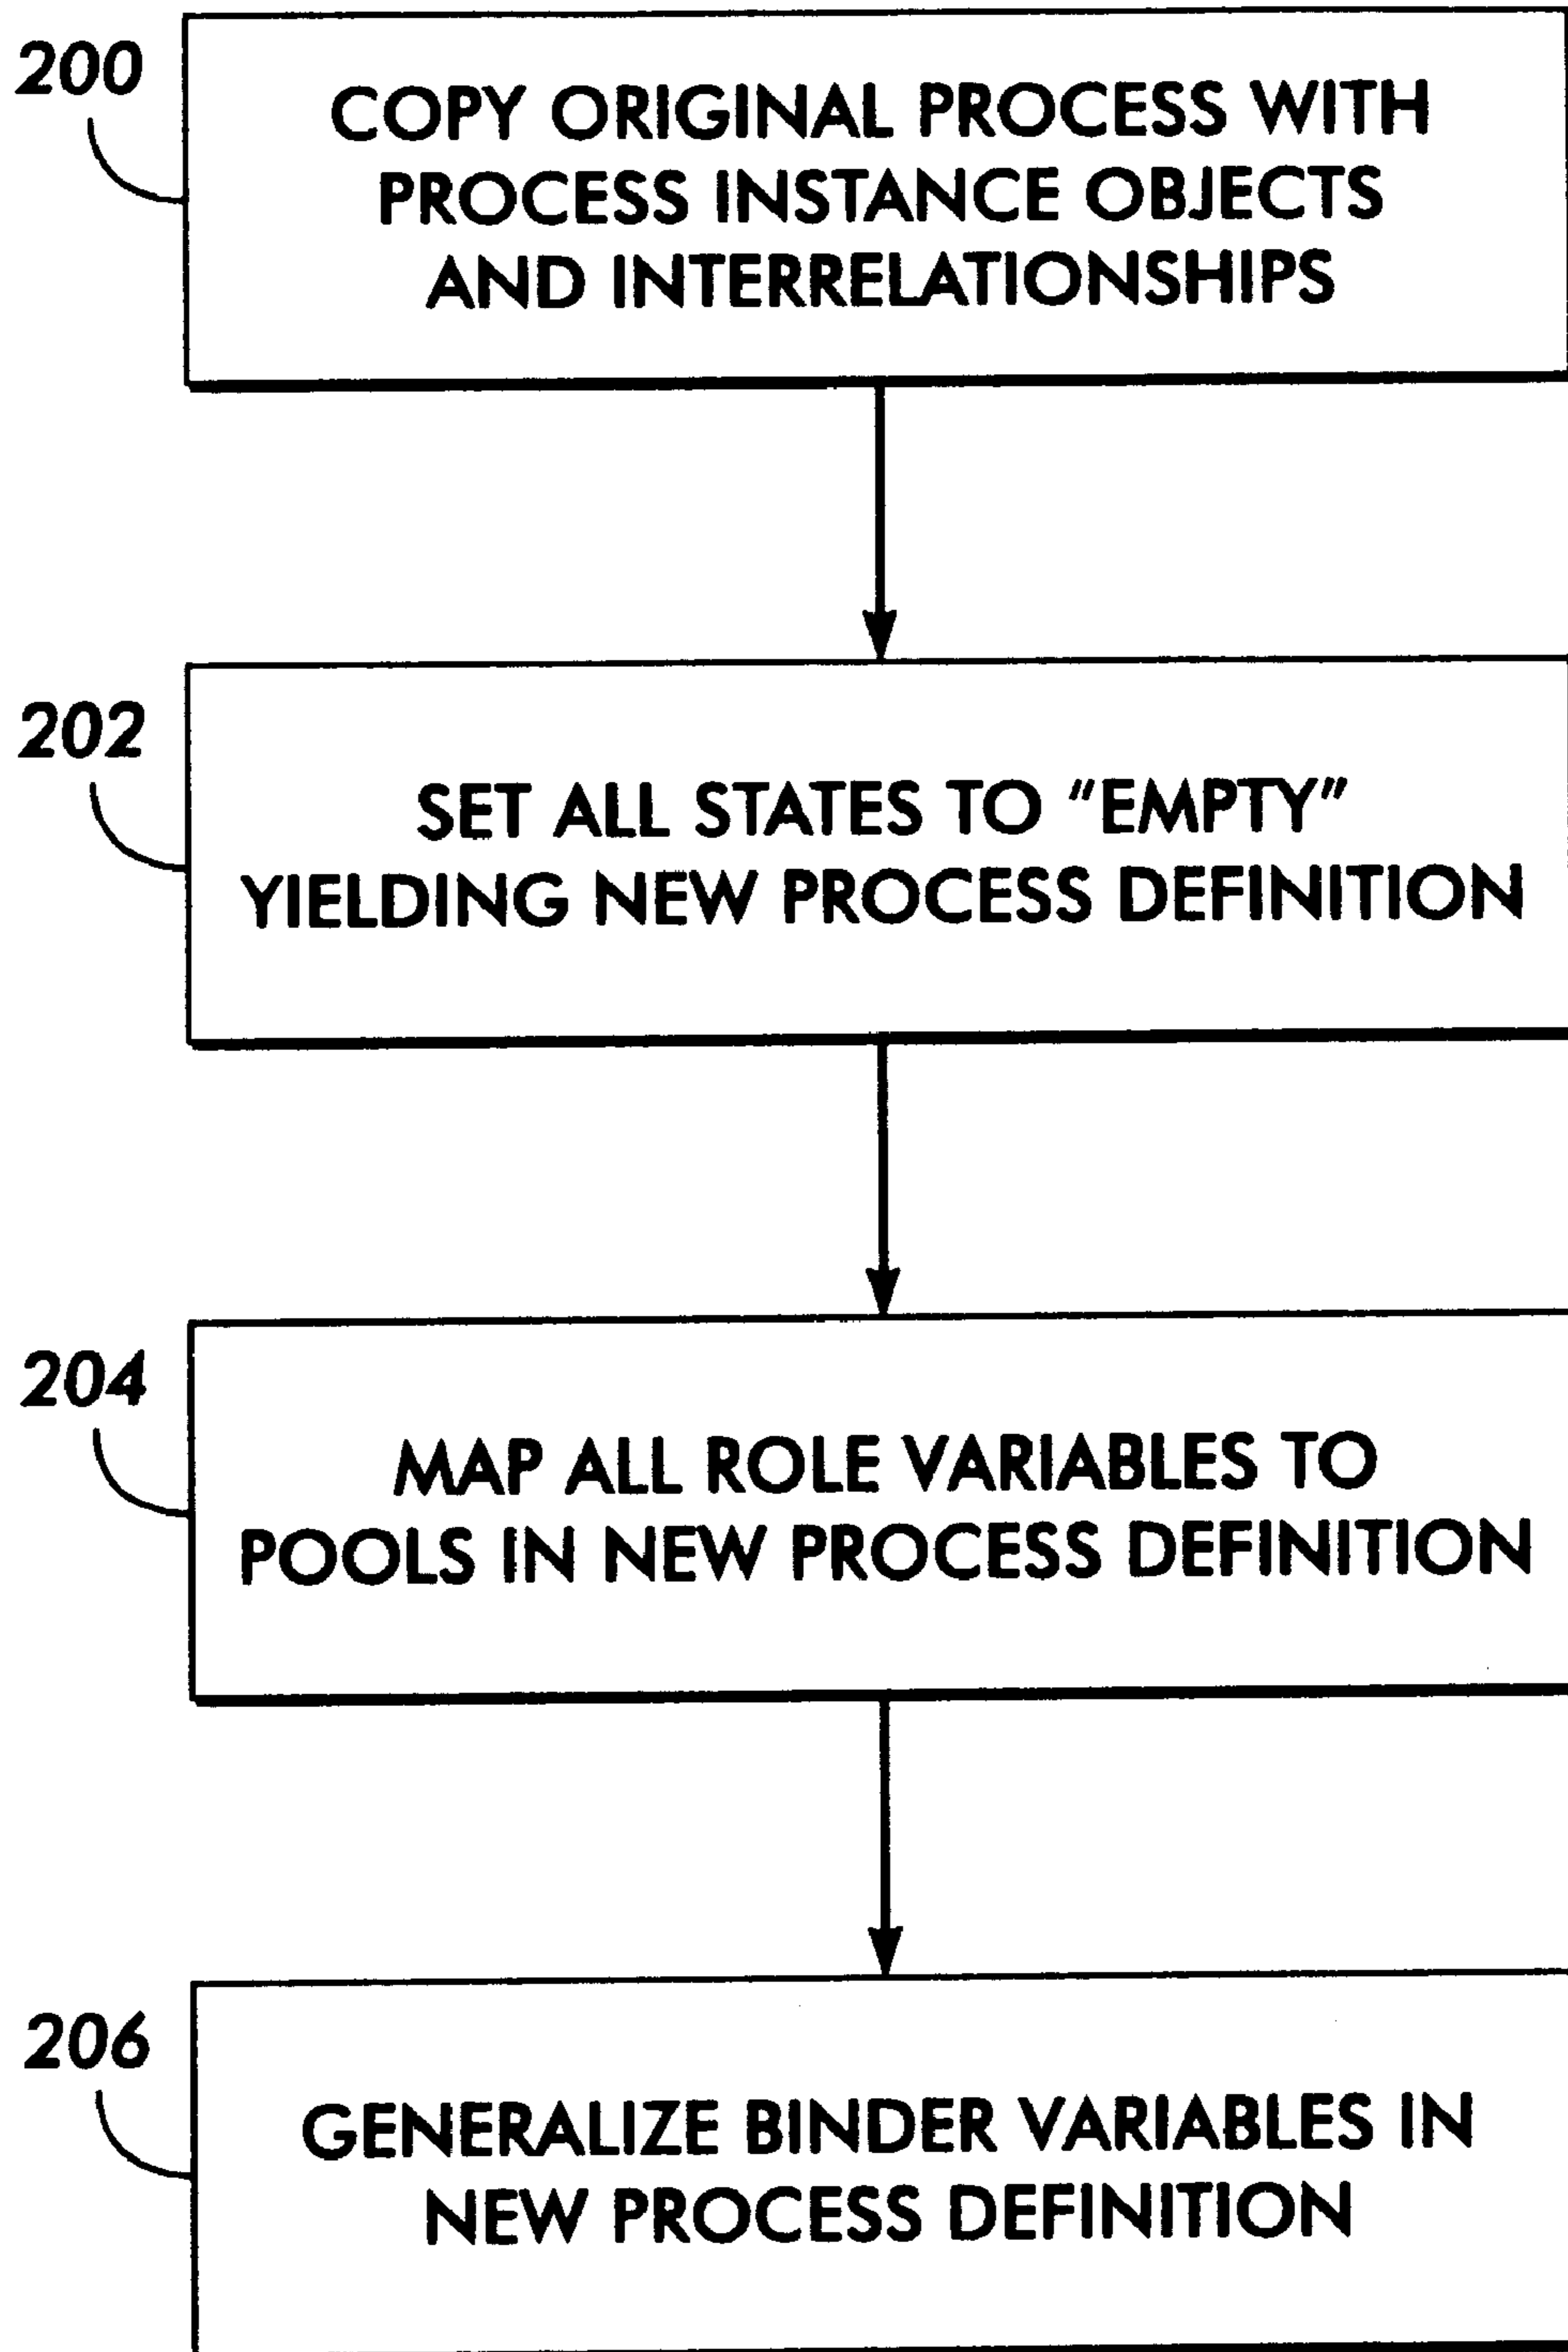 200
COPY ORIGINAL PROCESS WITH
PROCESS INSTANCE OBJECTS
AND INTERRELATIONSHIPS
202
SET ALL STATES TO "EMPTY"
YIELDING NEW PROCESS DEFINITION
204
MAP ALL ROLE VARIABLES TO
POOLS IN NEW PROCESS DEFINITION
206
GENERALIZE BINDER VARIABLES IN
NEW PROCESS DEFINITION